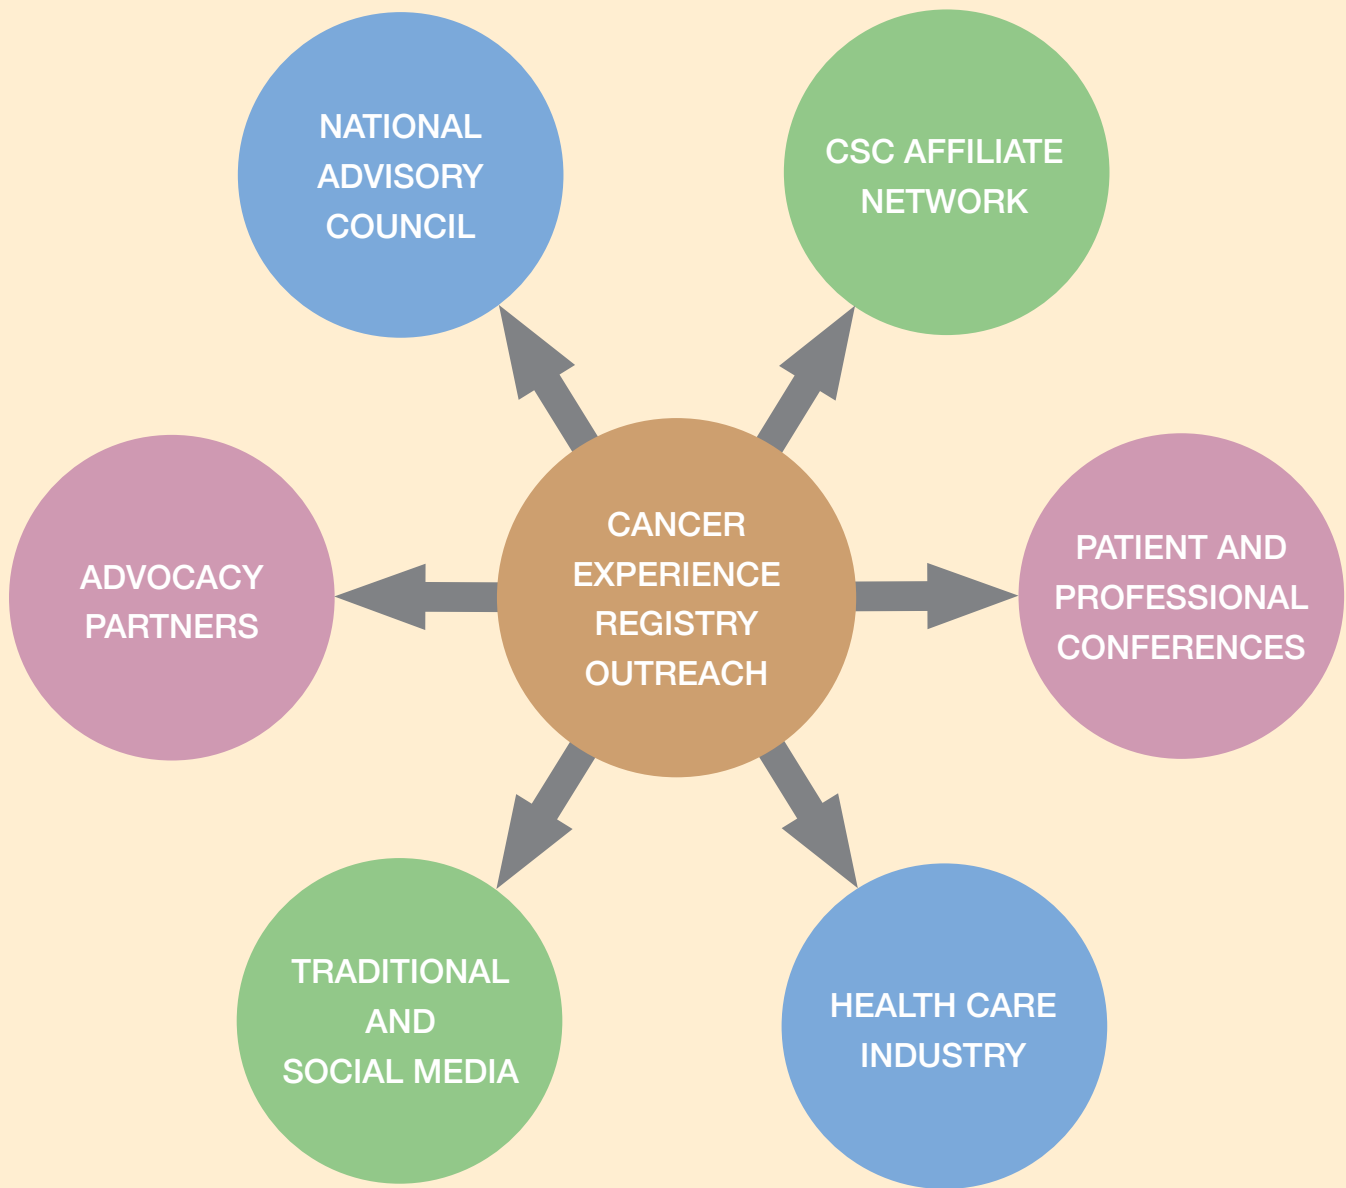 NATIONAL
ADVISORY
COUNCIL
CSC AFFILIATE
NETWORK
ADVOCACY
PARTNERS
CANCER
EXPERIENCE
REGISTRY
OUTREACH
PATIENT AND
PROFESSIONAL
CONFERENCES
TRADITIONAL
AND
SOCIAL MEDIA
HEALTH CARE
INDUSTRY